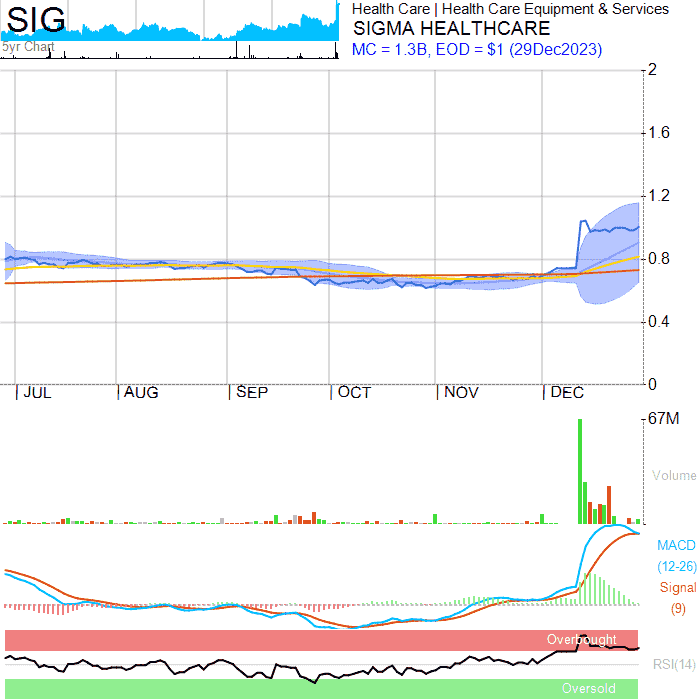 SIG
5yr Chart
Health Care | Health Care Equipment & Services
SIGMA HEALTHCARE
MC = 1.3B, EOD = $1 (29Dec2023)
2
1.6
1.2
0.8
0.4
0
JUL
AUG
SEP
OCT
NOV
DEC
67M
Volume
MACD
(12-26)
Signal
(9)
Overbought
RSI(14)
Oversold